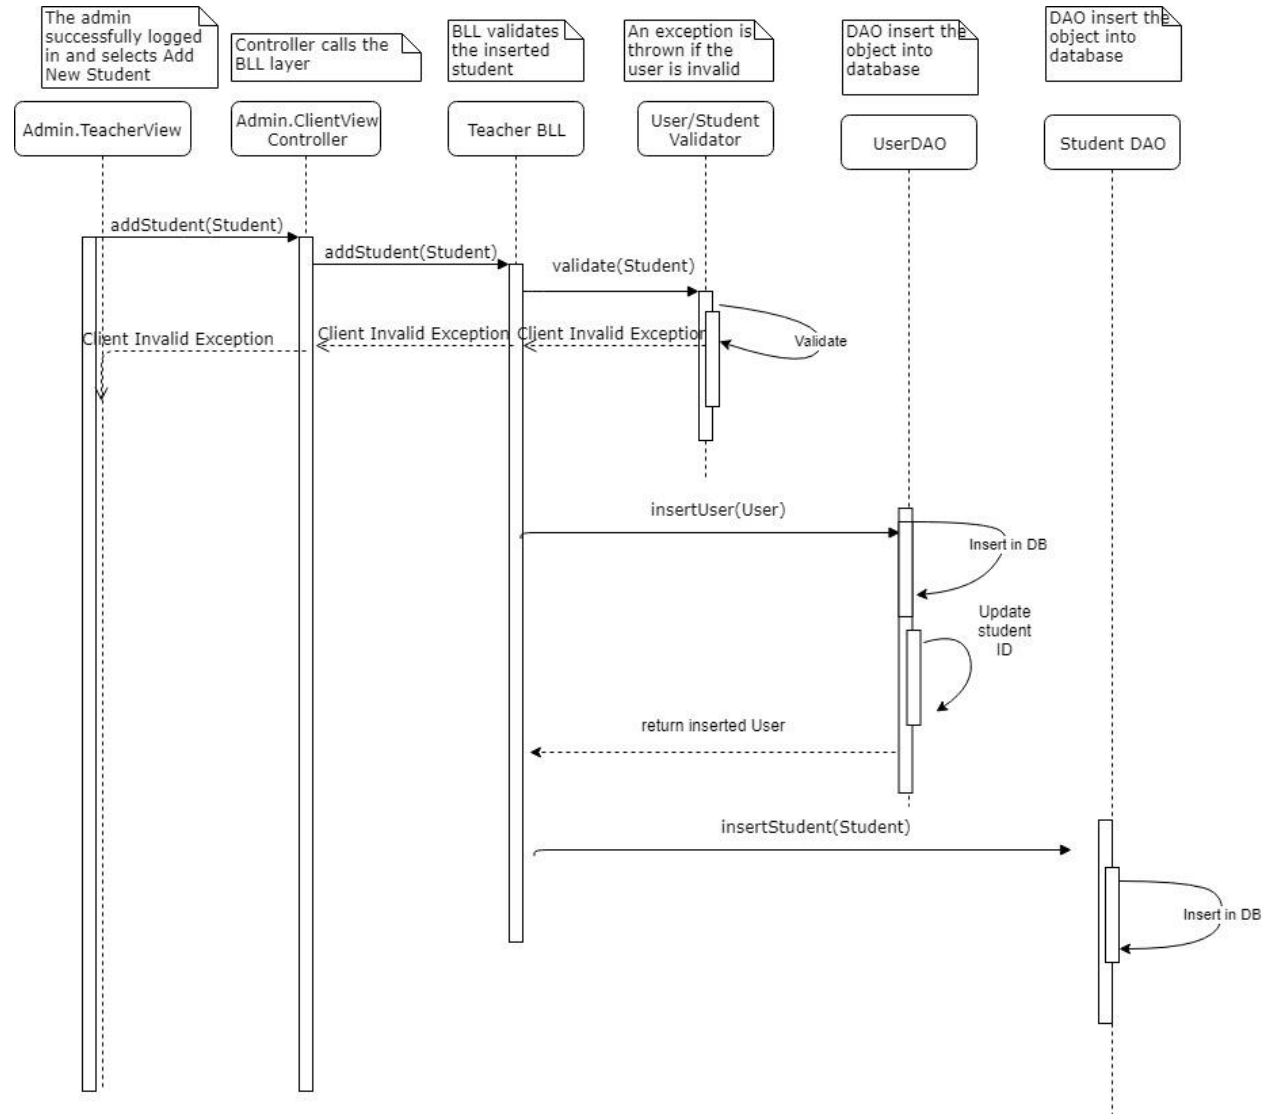 The admin
successfully logged
in and selects Add
New Student
Controller calls the
BLL layer
BLL validates
the inserted
student
An exception is
thrown if the
user is invalid
DAO insert the
object into
database
DAO insert the
object into
database
Admin.TeacherView
Admin.ClientView
Controller
Teacher BLL
User/Student
Validator
UserDAO
Student DAO
addStudent(Student)
addStudent(Student)
validate(Student)
Client Invalid Exception
Client Invalid Exception
Client Invalid Exception
Validate
insertUser(User)
Insert in DB
Update
student
ID
return inserted User
insertStudent(Student)
Insert in DB